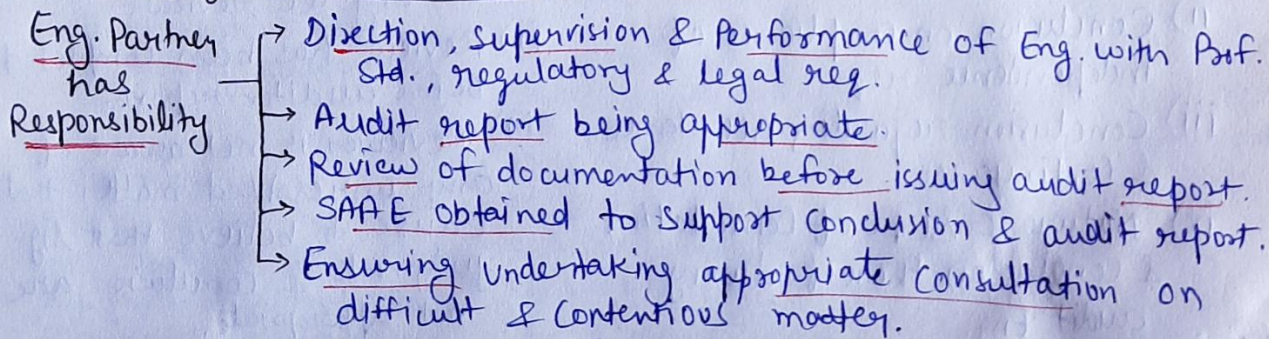 Eng. Partner has Responsibility
→ Direction, supervision & Performance of Eng. with Prof.
Std., regulatory & legal req.
→ Audit report being appropriate.
→ Review of documentation before issuing audit report.
→ SAAE obtained to support conclusion & audit report.
→ Ensuring undertaking appropriate consultation on
difficult & contentious matter.